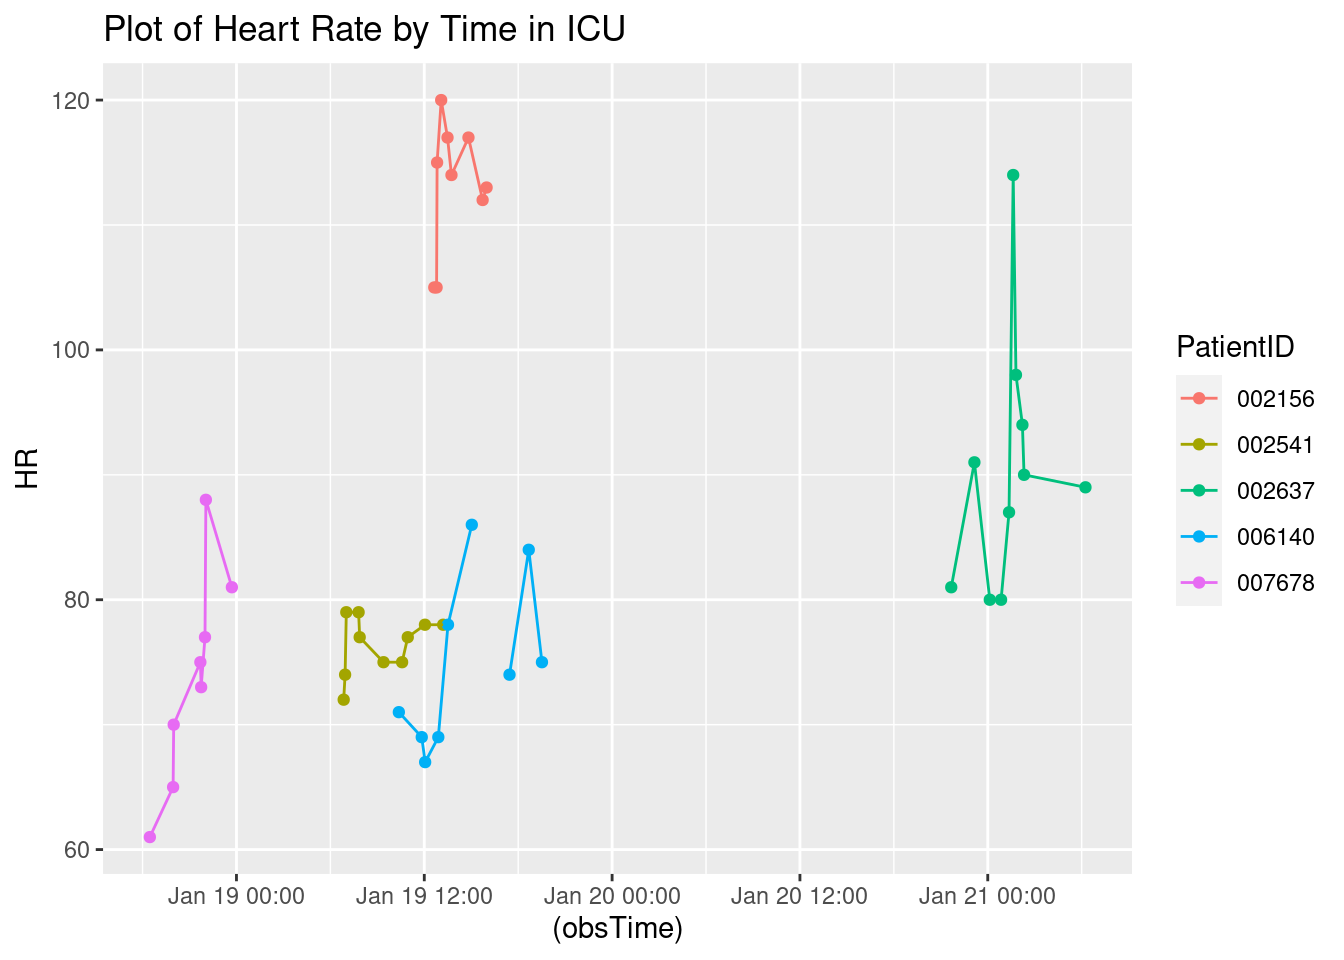 Plot of Heart Rate by Time in ICU
120
100
80
60
HR
Jan 19 00:00
Jan 19 12:00
Jan 20 00:00
Jan 20 12:00
Jan 21 00:00
(obsTime)
PatientID
002156
002541
002637
006140
007678